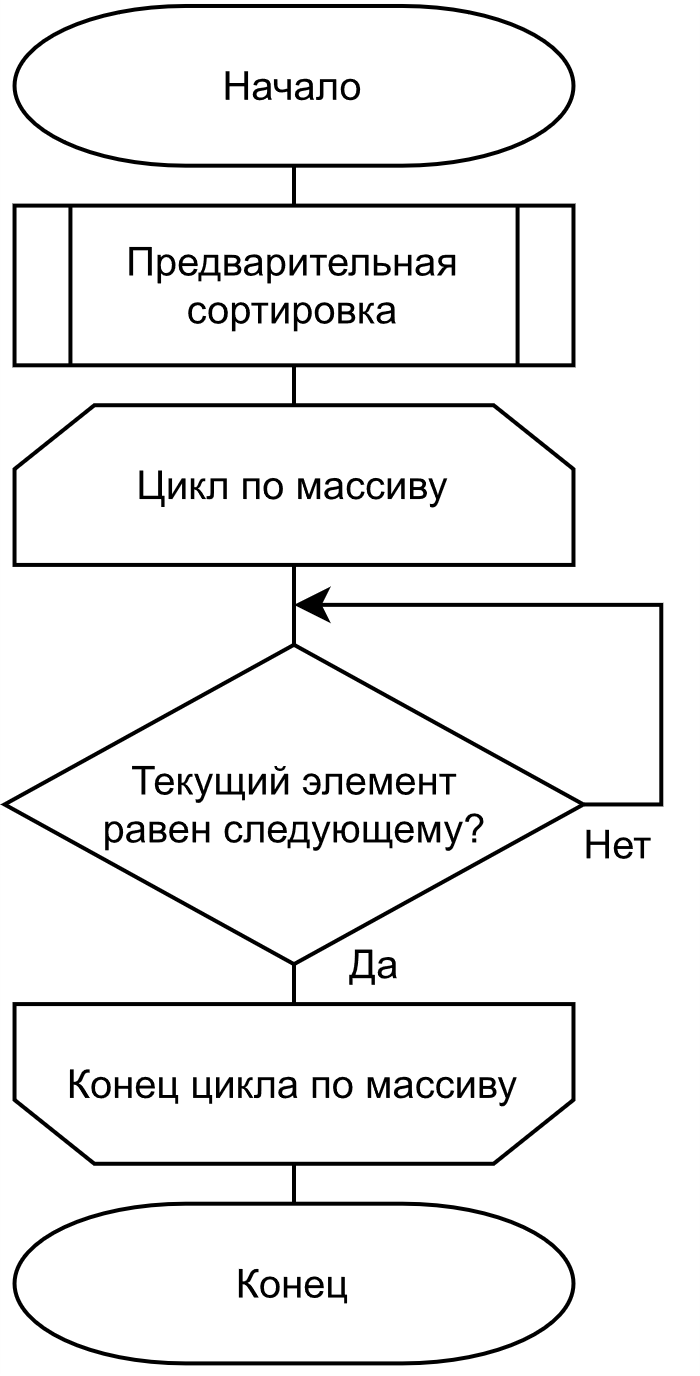 Начало
Предварительная
сортировка
Цикл по массиву
Текущий элемент
равен следующему?
Нет
Да
Конец цикла по массиву
Конец